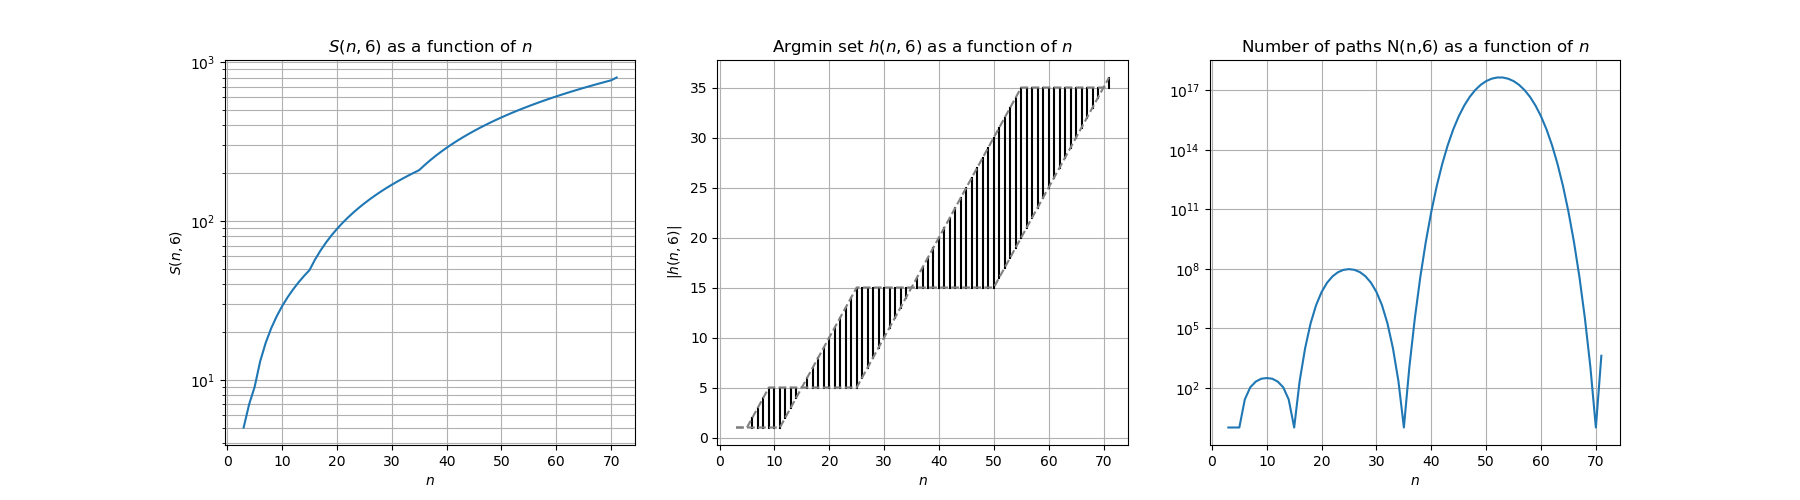 S(n, 6) as a function of n
10³
10²
10¹
S(n, 6)
0 10 20 30 40 50 60 70
n
Argmin set h(n, 6) as a function of n
35
30
25
20
15
10
5
0
|h(n, 6)|
0 10 20 30 40 50 60 70
n
Number of paths N(n,6) as a function of n
10¹⁷
10¹⁴
10¹¹
10⁸
10⁵
10²
0 10 20 30 40 50 60 70
n